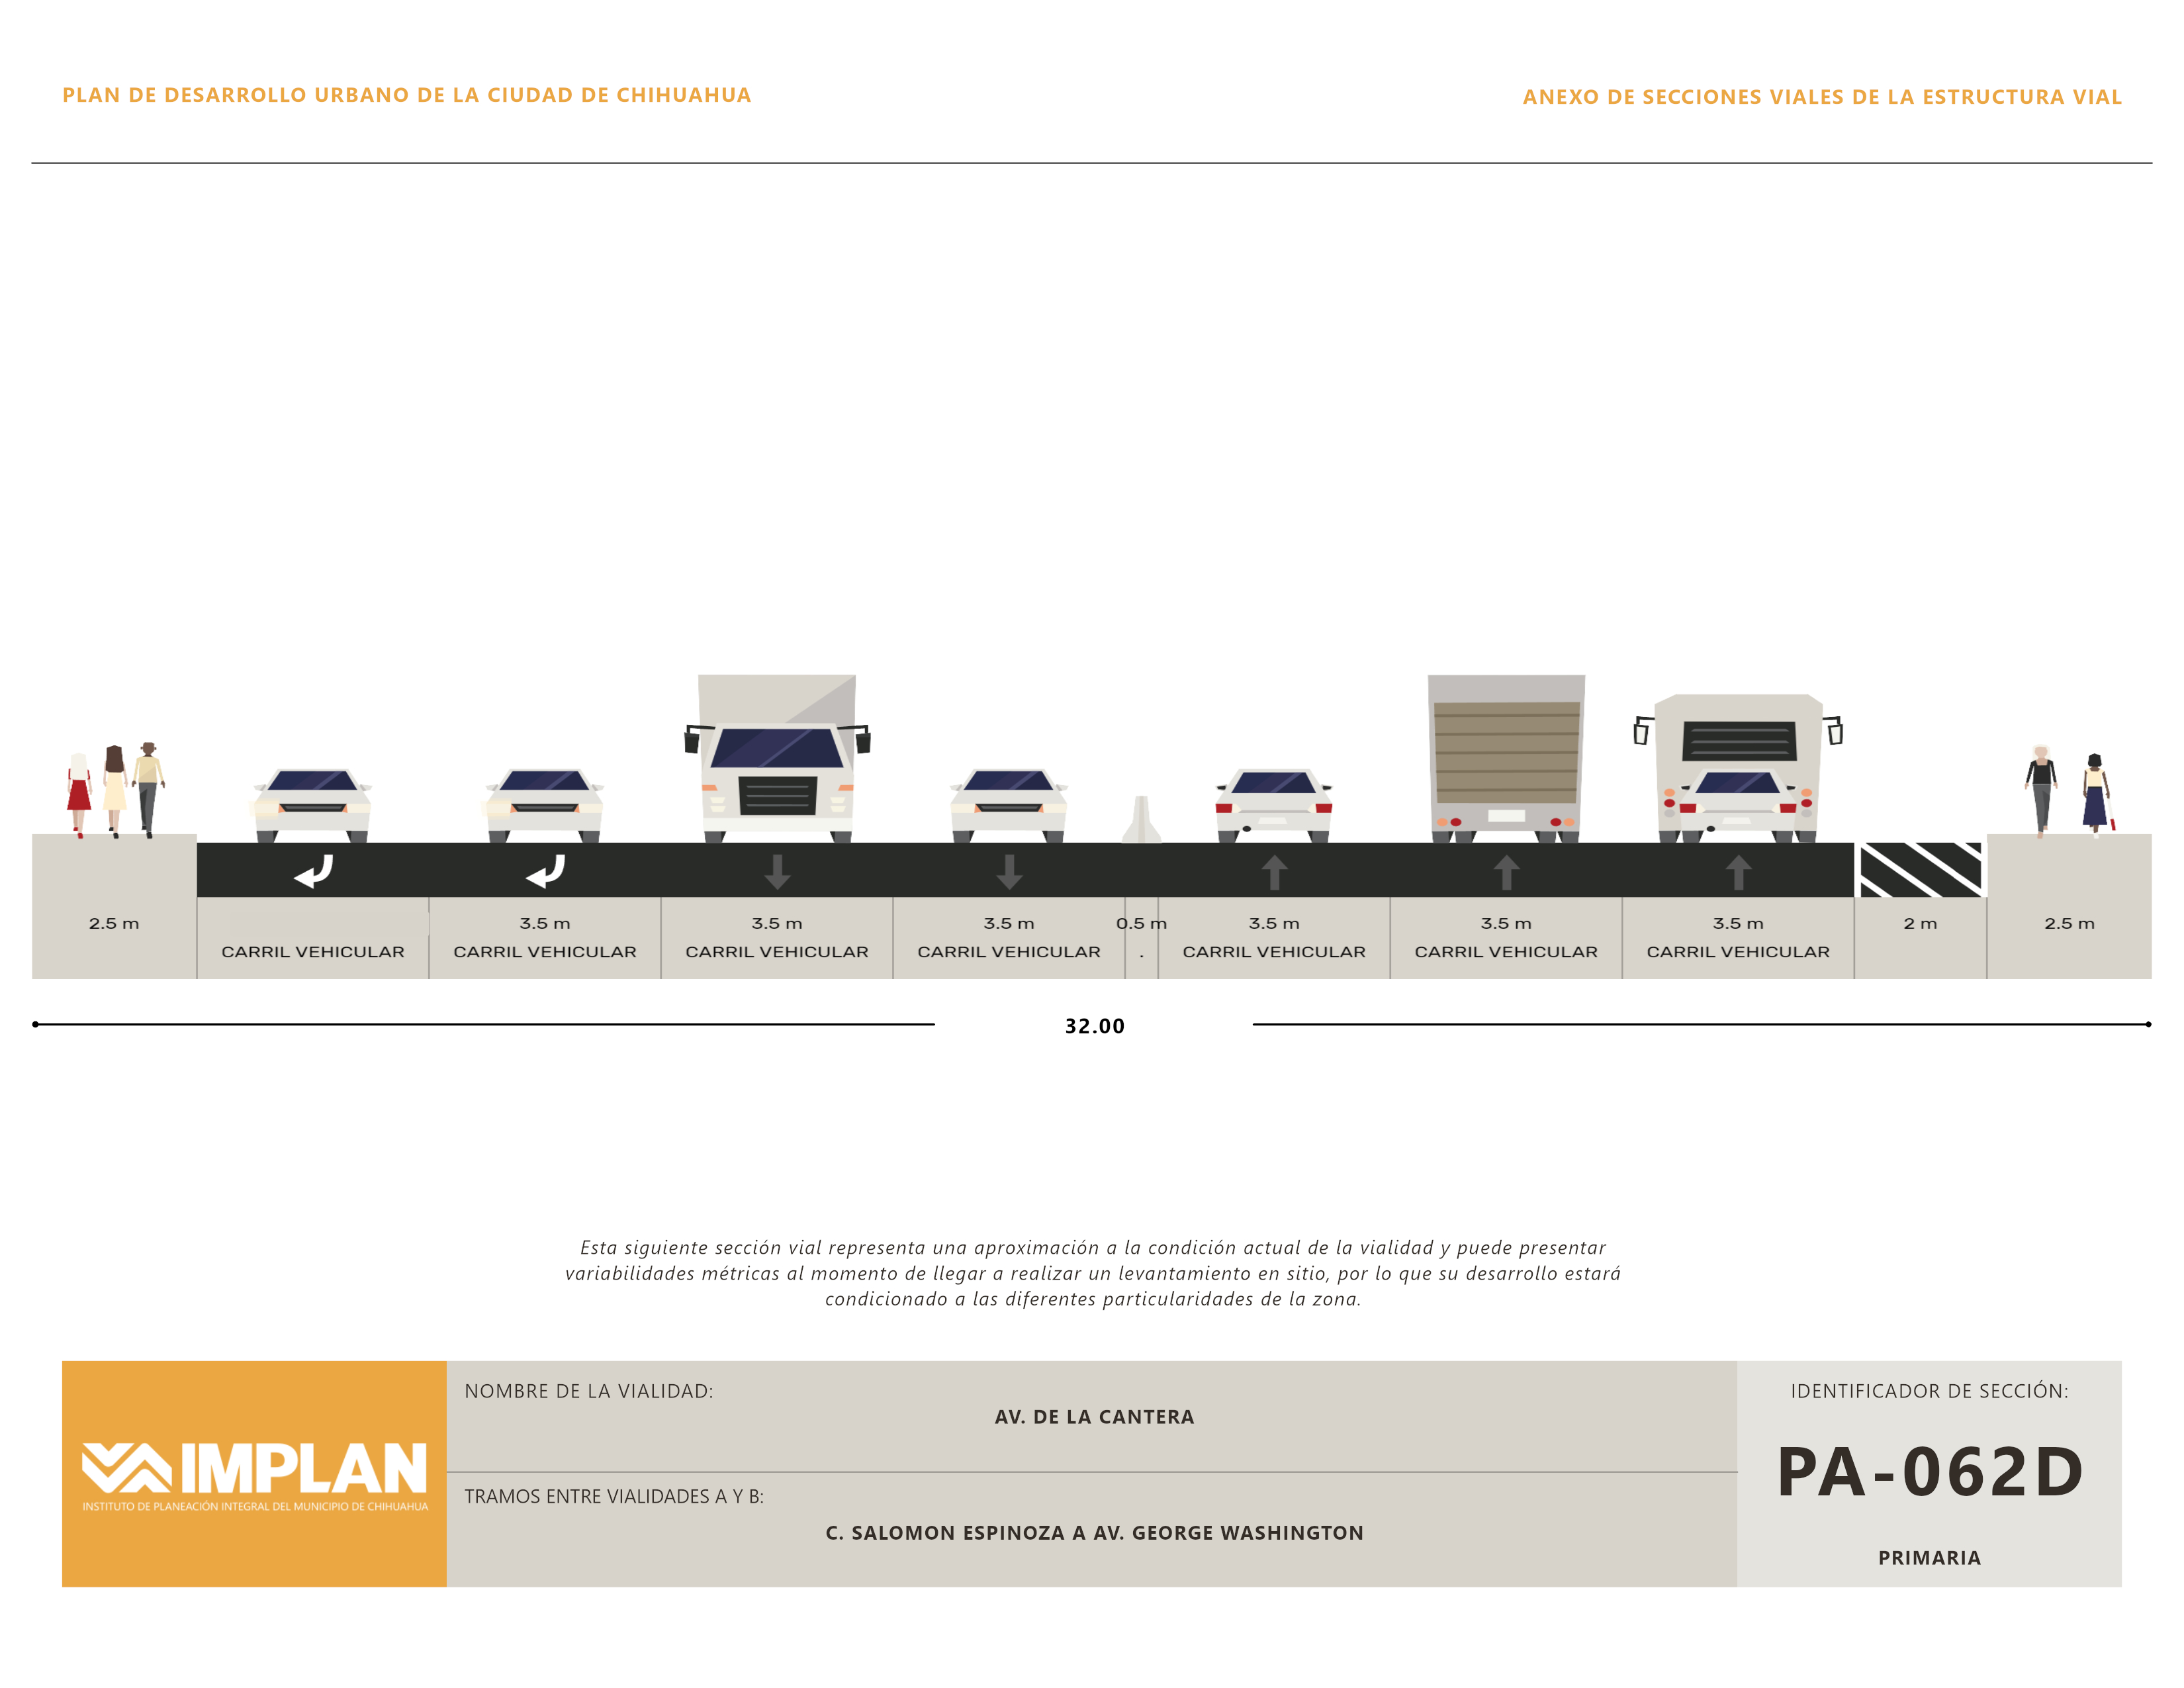 PLAN DE DESARROLLO URBANO DE LA CIUDAD DE CHIHUAHUA
ANEXO DE SECCIONES VIALES DE LA ESTRUCTURA VIAL
2.5 m
CARRIL VEHICULAR
3.5 m
CARRIL VEHICULAR
3.5 m
CARRIL VEHICULAR
3.5 m
CARRIL VEHICULAR
0.5 m
.
3.5 m
CARRIL VEHICULAR
3.5 m
CARRIL VEHICULAR
3.5 m
CARRIL VEHICULAR
2 m
2.5 m
32.00
Esta siguiente sección vial representa una aproximación a la condición actual de la vialidad y puede presentar
variabilidades métricas al momento de llegar a realizar un levantamiento en sitio, por lo que su desarrollo estará
condicionado a las diferentes particularidades de la zona.
IMPLAN
INSTITUTO DE PLANEACIÓN INTEGRAL DEL MUNICIPIO DE CHIHUAHUA
NOMBRE DE LA VIALIDAD:
AV. DE LA CANTERA
TRAMOS ENTRE VIALIDADES A Y B:
C. SALOMON ESPINOZA A AV. GEORGE WASHINGTON
IDENTIFICADOR DE SECCIÓN:
PA-062D
PRIMARIA